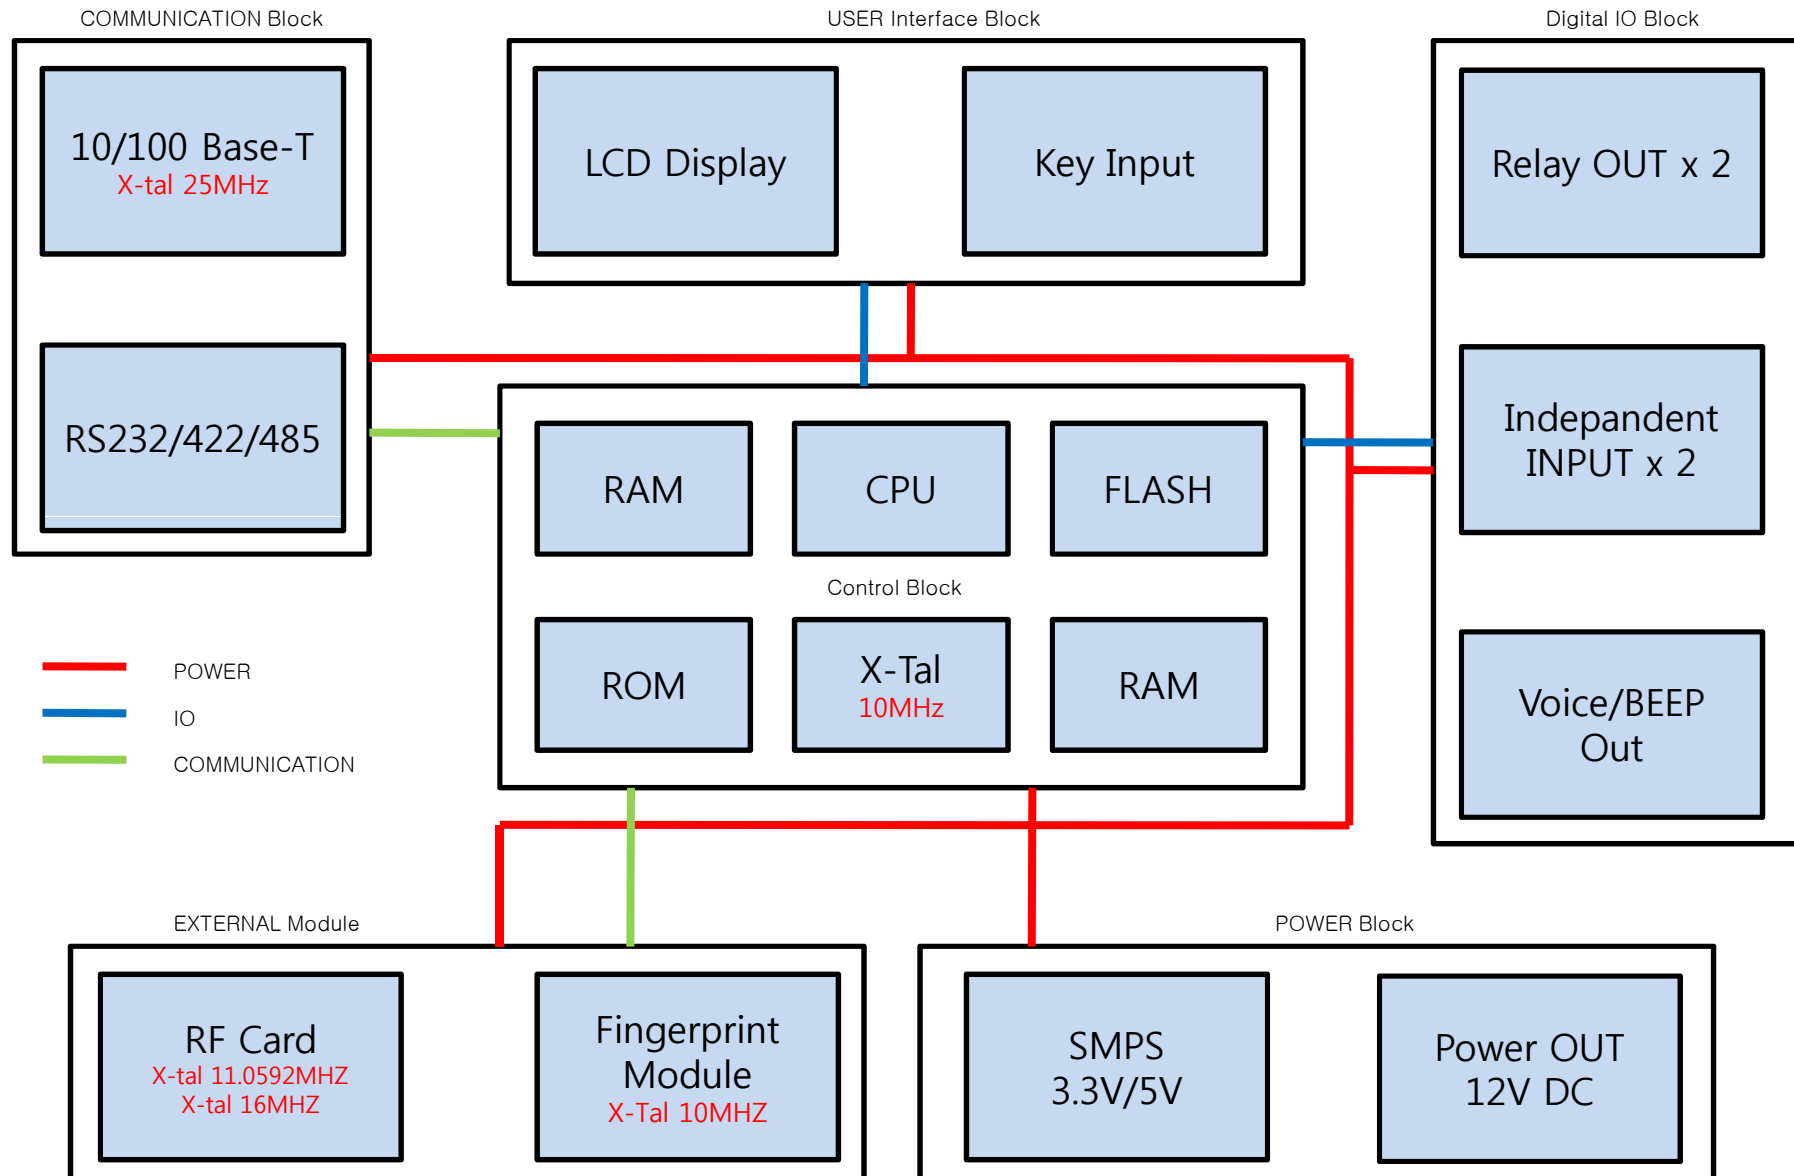 COMMUNICATION Block
10/100 Base-T
X-tal 25MHz
RS232/422/485
USER Interface Block
LCD Display
Key Input
Digital IO Block
Relay OUT x 2
Indepandent
INPUT x 2
Voice/BEEP
Out
RAM
CPU
FLASH
Control Block
ROM
X-Tal
10MHz
RAM
POWER
IO
COMMUNICATION
EXTERNAL Module
RF Card
X-tal 11.0592MHZ
X-tal 16MHZ
Fingerprint
Module
X-Tal 10MHZ
POWER Block
SMPS
3.3V/5V
Power OUT
12V DC